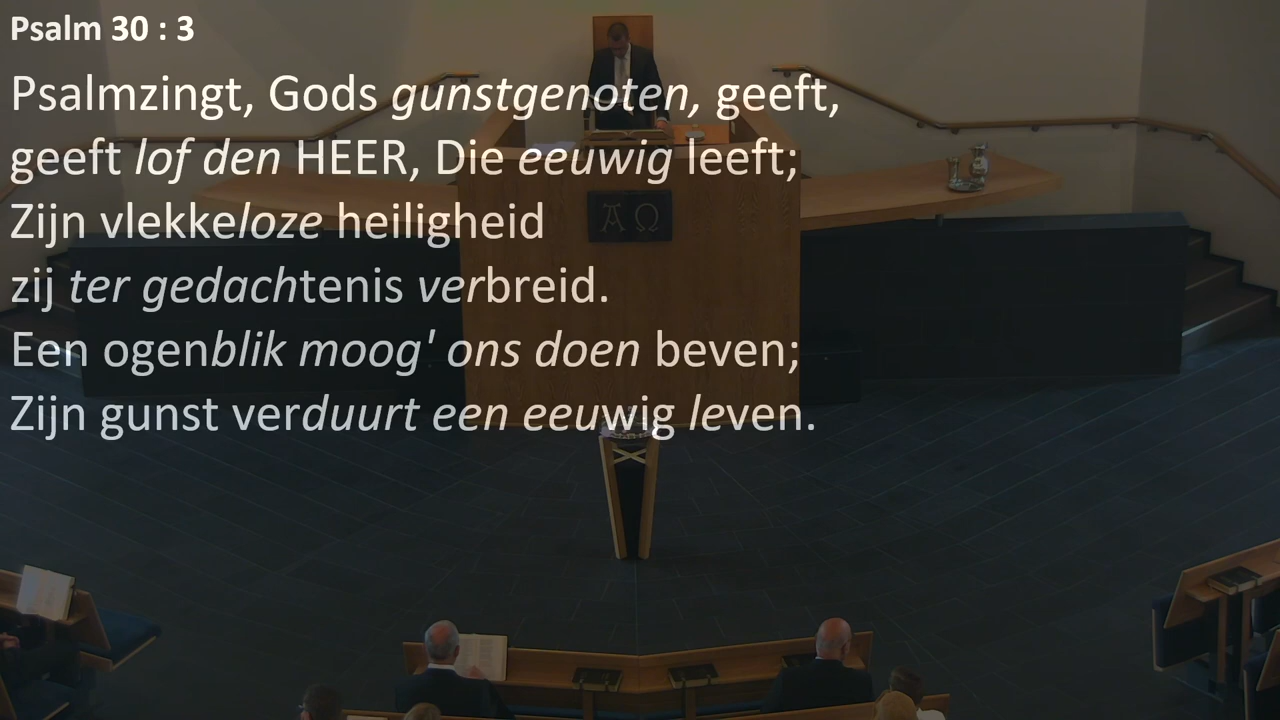 Psalm 30 : 3
Psalmzingt, Gods gunstgenoten, geeft,
geeft lof den HEER, Die eeuwig leeft;
Zijn vlekkeloze heiligheid
zij ter gedachtenis verbreid.
Een ogenblik moog' ons doen beven;
Zijn gunst verduurt een eeuwig leven.
Α Ω